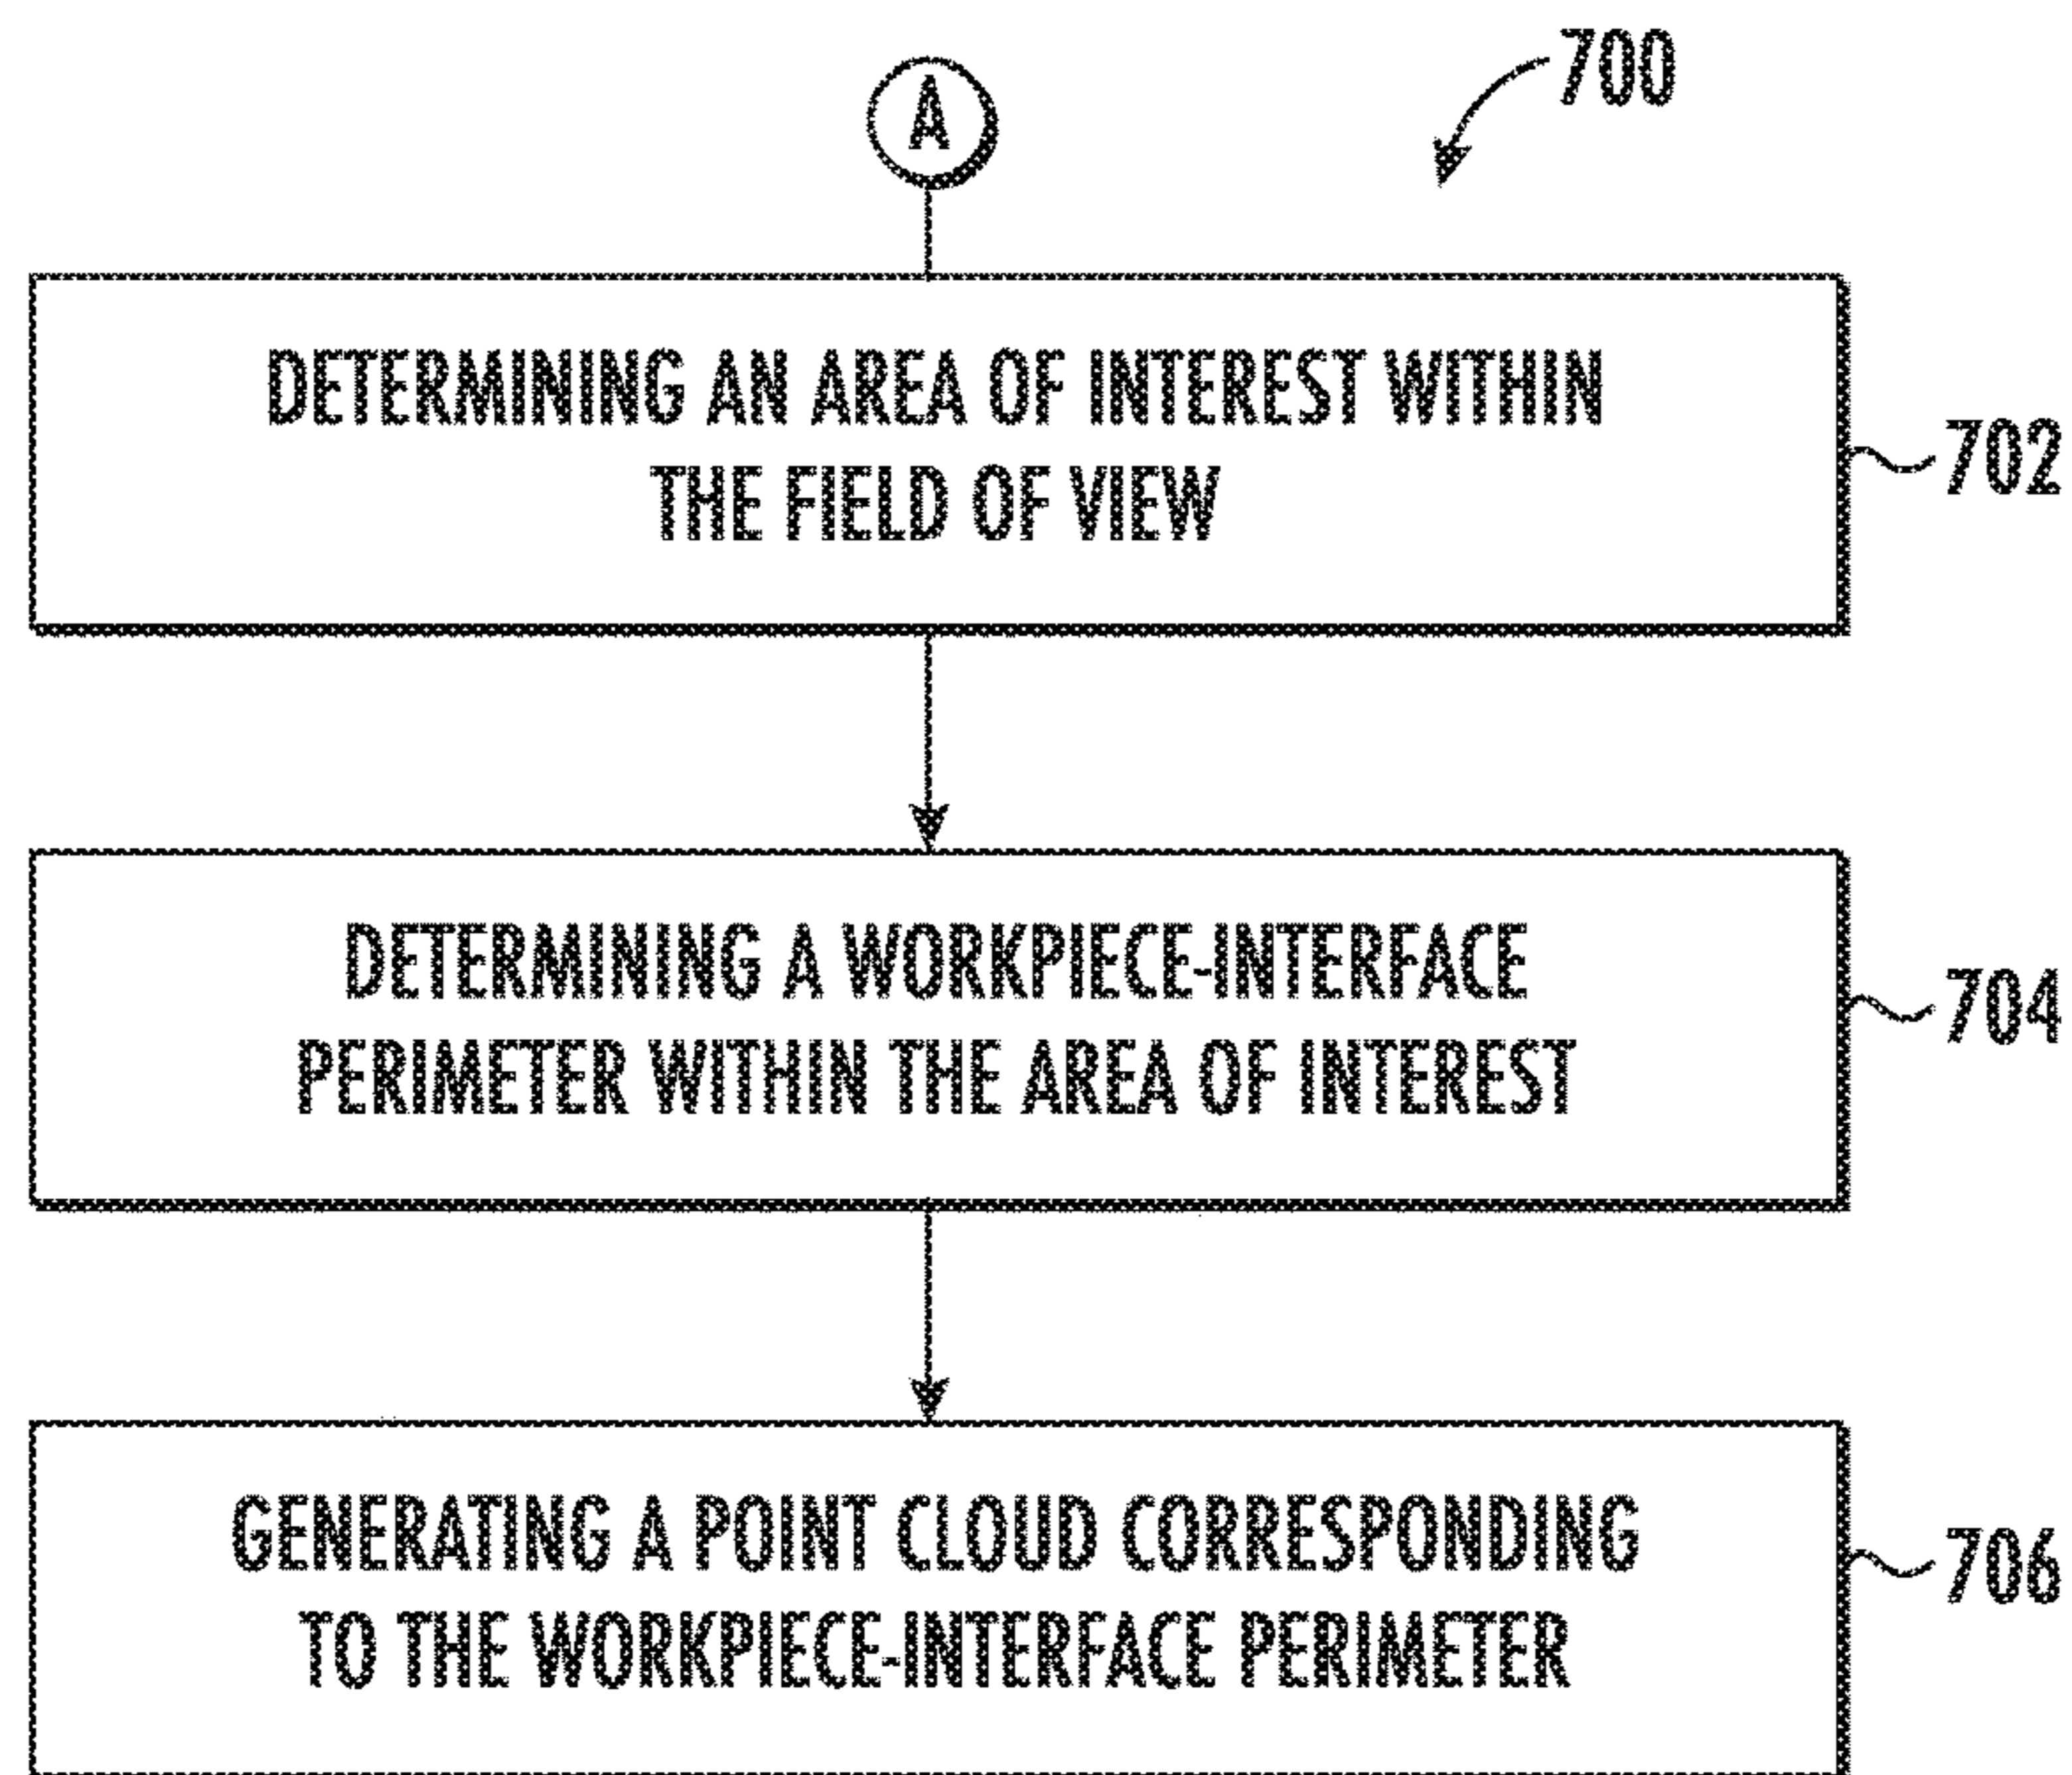 A
700
DETERMINING AN AREA OF INTEREST WITHIN
THE FIELD OF VIEW
702
DETERMINING A WORKPIECE-INTERFACE
PERIMETER WITHIN THE AREA OF INTEREST
704
GENERATING A POINT CLOUD CORRESPONDING
TO THE WORKPIECE-INTERFACE PERIMETER
706